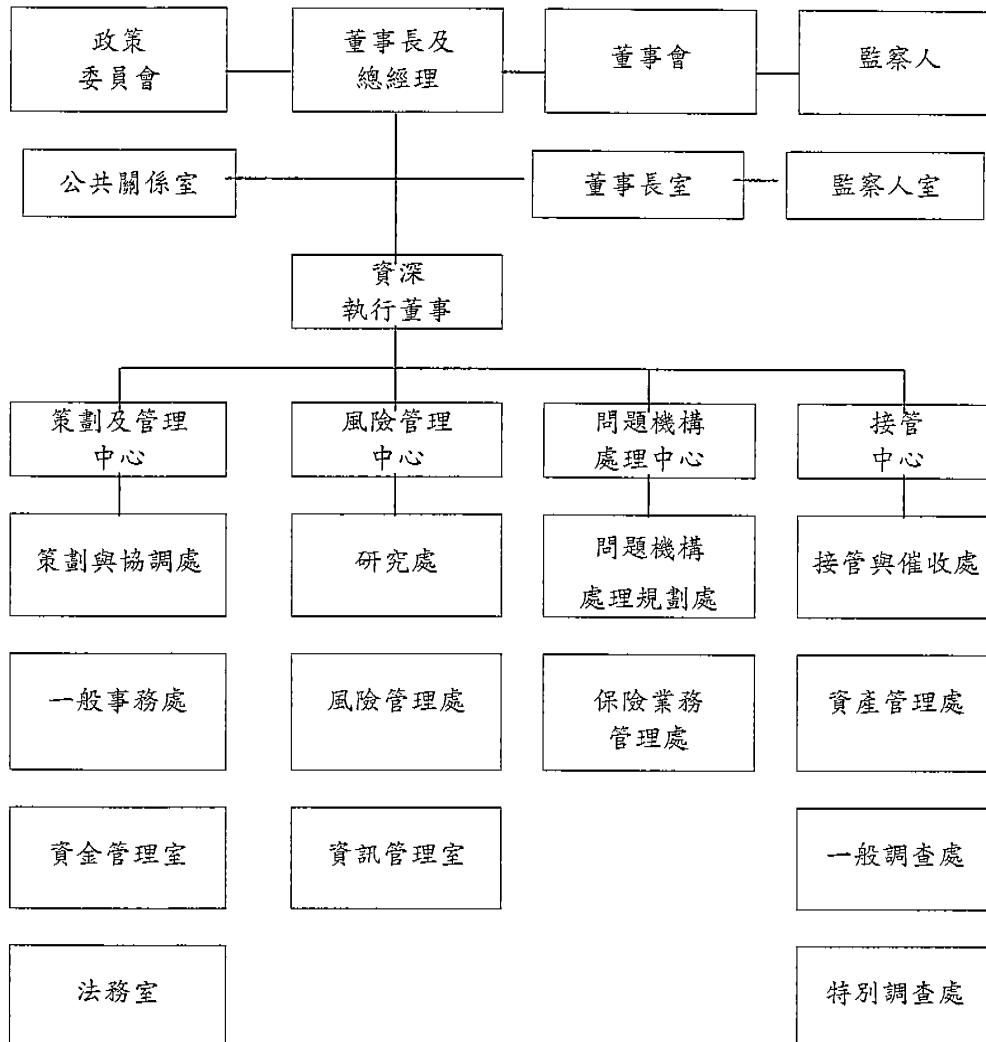 政策
委員會
董事長及
總經理
董事會
監察人
公共關係室
董事長室
監察人室
資深
執行董事
策劃及管理
中心
風險管理
中心
問題機構
處理中心
接管
中心
策劃與協調處
研究處
問題機構
處理規劃處
接管與催收處
一般事務處
風險管理處
保險業務
管理處
資產管理處
資金管理室
資訊管理室
一般調查處
法務室
特別調查處